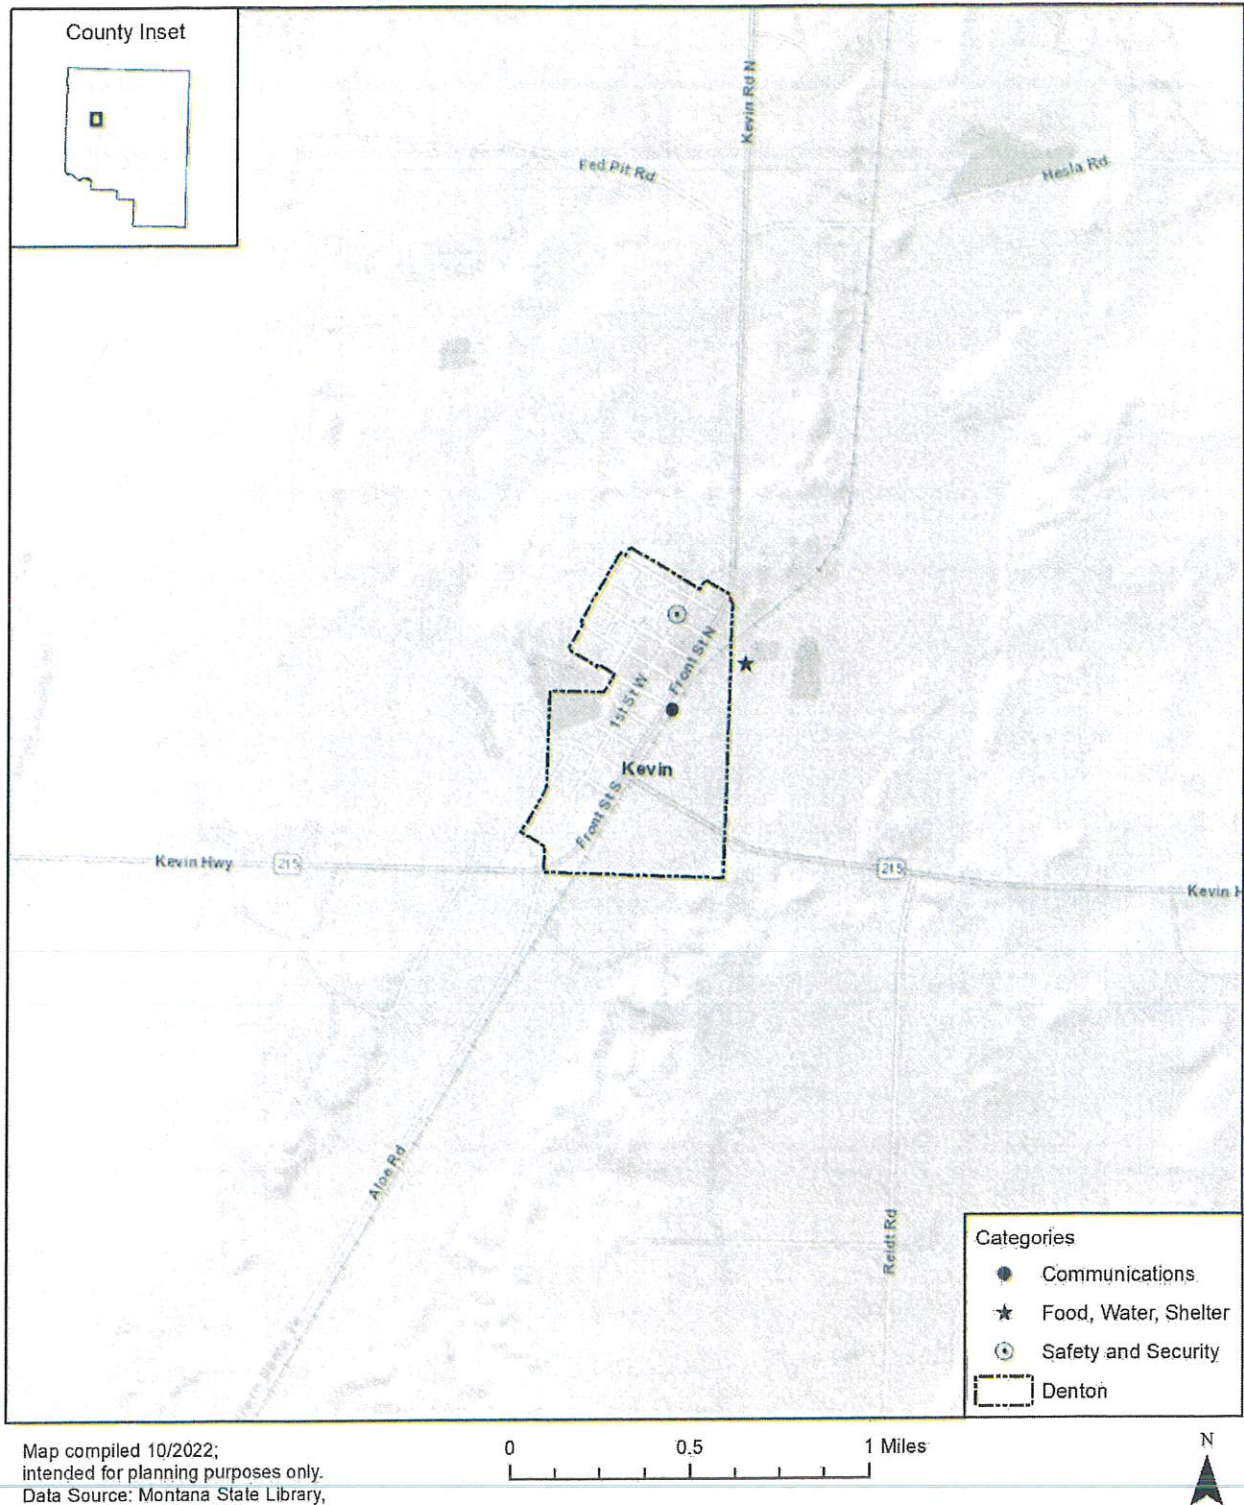 County Inset
Kevin Rd N
Fed Pit Rd
Hesla Rd
Front St N
1st St W
Kevin
Front St S
Kevin Hwy
215
215
Kevin H
Aloe Rd
Reidt Rd
Categories
Communications
Food, Water, Shelter
Safety and Security
Denton
Map compiled 10/2022;
intended for planning purposes only.
Data Source: Montana State Library,
0 0.5 1 Miles
N